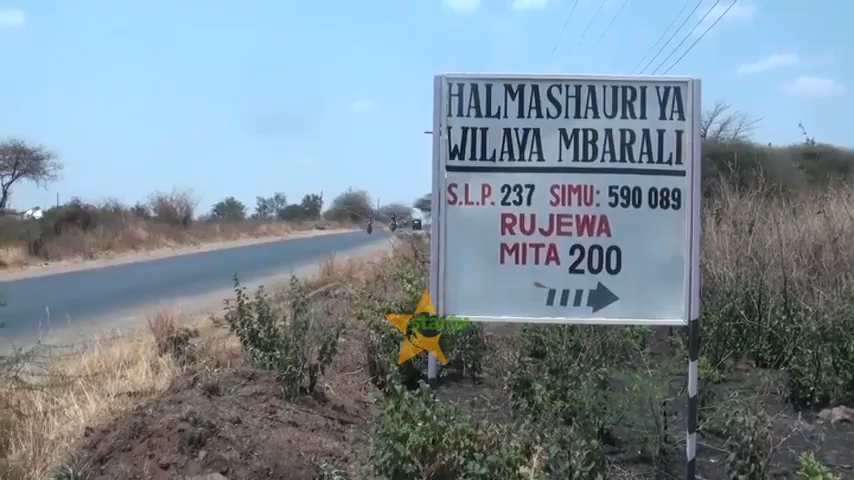 HALMASHAURI YA
WILAYA MBARALI
S.L.P. 237 SIMU: 590 089
RUJEWA
MITA 200